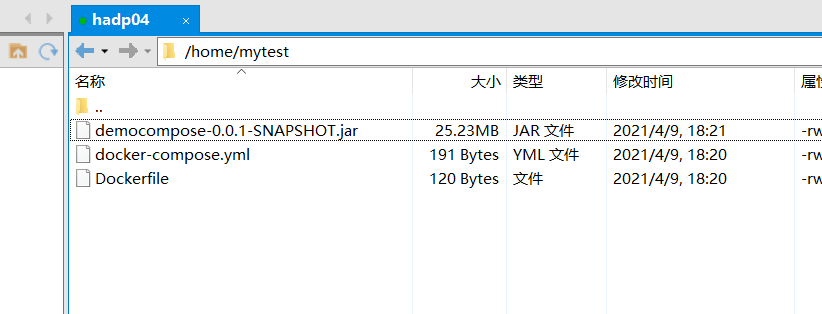 hadp04 ×
/home/mytest
名称 大小 类型 修改时间
..
democompose-0.0.1-SNAPSHOT.jar 25.23MB JAR 文件 2021/4/9, 18:21 -rw
docker-compose.yml 191 Bytes YML 文件 2021/4/9, 18:20 -rw
Dockerfile 120 Bytes 文件 2021/4/9, 18:20 -rw